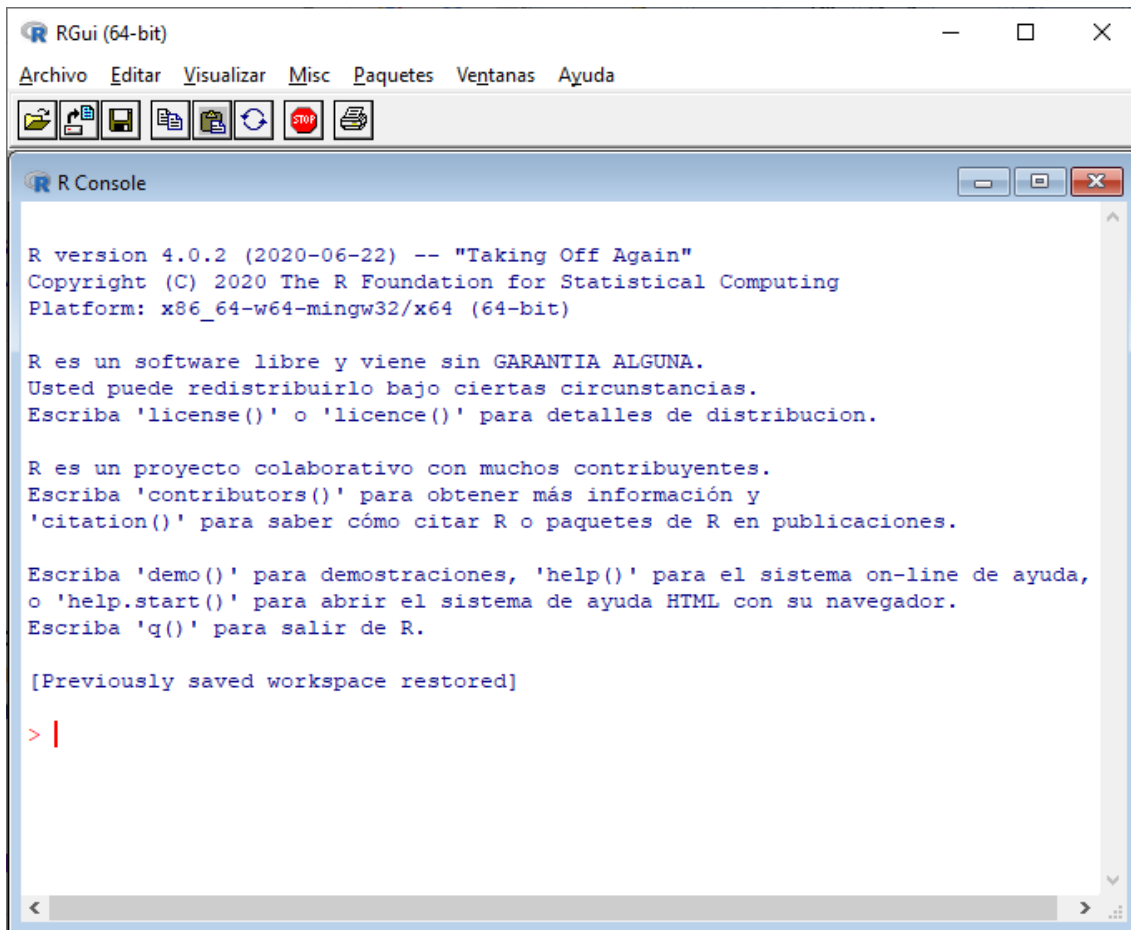 RGui (64-bit)
Archivo Editar Visualizar Misc Paquetes Ventanas Ayuda
STOP
R Console
R version 4.0.2 (2020-06-22) -- "Taking Off Again"
Copyright (C) 2020 The R Foundation for Statistical Computing
Platform: x86_64-w64-mingw32/x64 (64-bit)
R es un software libre y viene sin GARANTIA ALGUNA.
Usted puede redistribuirlo bajo ciertas circunstancias.
Escriba 'license()' o 'licence()' para detalles de distribucion.
R es un proyecto colaborativo con muchos contribuyentes.
Escriba 'contributors()' para obtener más información y
'citation()' para saber cómo citar R o paquetes de R en publicaciones.
Escriba 'demo()' para demostraciones, 'help()' para el sistema on-line de ayuda,
o 'help.start()' para abrir el sistema de ayuda HTML con su navegador.
Escriba 'q()' para salir de R.
[Previously saved workspace restored]
>